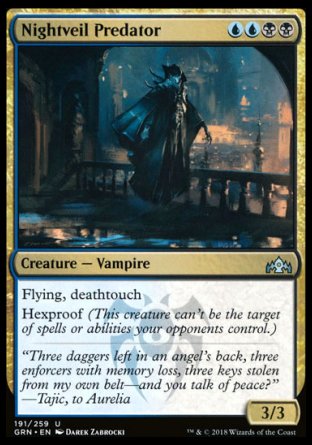 Nightveil Predator
Creature — Vampire
Flying, deathtouch
Hexproof (This creature can't be the target
of spells or abilities your opponents control.)
"Three daggers left in an angel's back, three
enforcers with memory loss, three keys stolen
from my own belt—and you talk of peace?"
—Tajic, to Aurelia
3/3
191/259 U
GRN • EN DAREK ZABROCKI
™ & © 2018 Wizards of the Coast